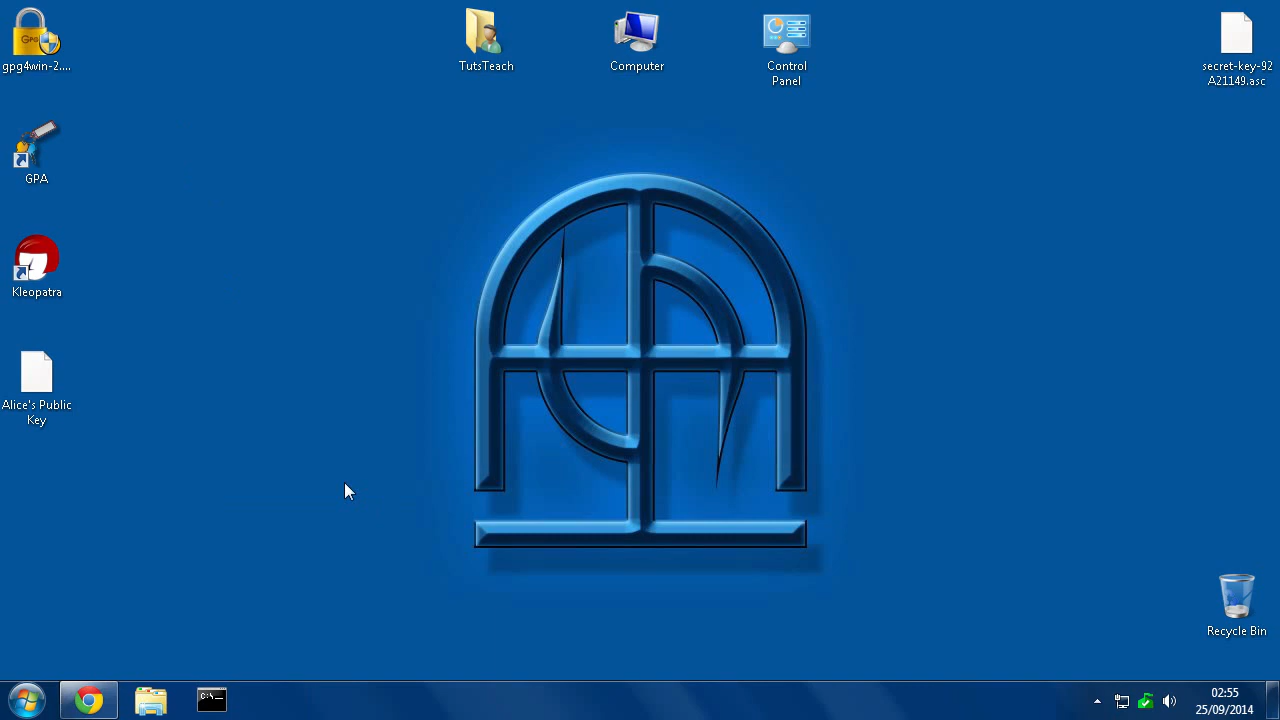 gpg4win-2....
TutsTeach
Computer
Control
Panel
secret-key-92
A21149.asc
GPA
Kleopatra
Alice's Public
Key
Recycle Bin
C:\_
02:55
25/09/2014